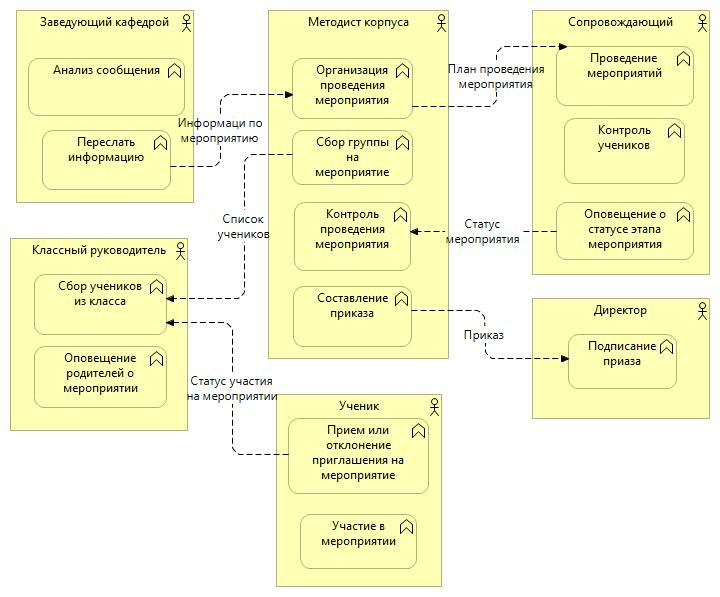 Заведующий кафедрой
Анализ сообщения
Переслать
информацию
Информаци по
мероприятию
Методист корпуса
Организация
проведения
мероприятия
Сбор группы
на
мероприятие
Контроль
проведения
мероприятия
Составление
приказа
План проведения
мероприятия
Сопровождающий
Проведение
мероприятий
Контроль
учеников
Оповещение о
статусе этапа
мероприятия
Статус
мероприятия
Список
учеников
Классный руководитель
Сбор учеников
из класса
Оповещение
родителей о
мероприятии
Статус участия
на мероприятии
Приказ
Директор
Подписание
приаза
Ученик
Прием или
отклонение
приглашения на
мероприятие
Участие в
мероприятии